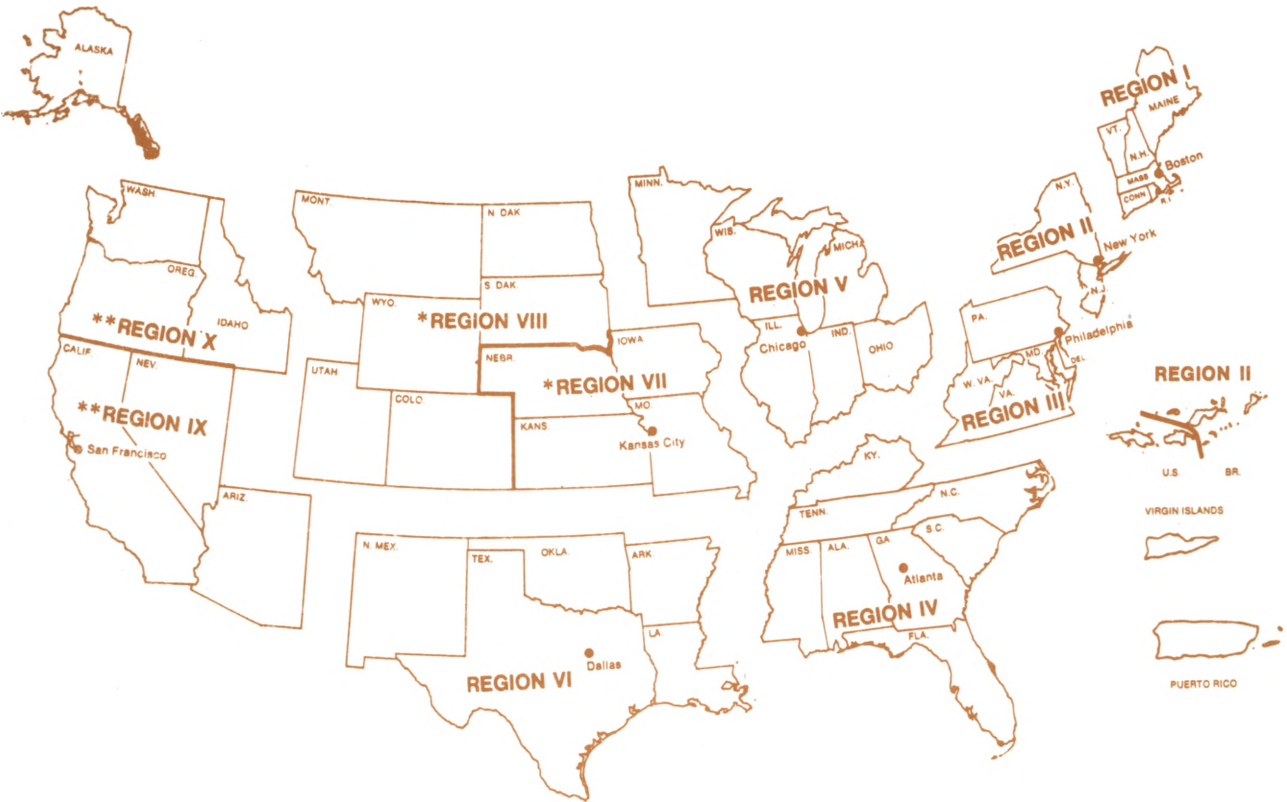 ALASKA
REGION I
MAINE
VT.
N.H.
Boston
MASS
CONN
R.I.
WASH.
MONT.
N DAK
MINN.
N.Y.
WIS.
MICH.
REGION II
New York
OREG.
S DAK.
REGION V
N.J.
WYO.
**REGION X
IDAHO
*REGION VIII
ILL.
IND.
PA.
Chicago
IOWA
OHIO
Philadelphia
CALIF.
NEV.
NEBR.
MD.
DEL
UTAH
*REGION VII
W. VA.
VA.
REGION II
COLO.
MO.
REGION III
**REGION IX
KANS.
Kansas City
San Francisco
KY.
U.S.
BR.
ARIZ.
N.C.
TENN.
VIRGIN ISLANDS
S.C.
N. MEX.
TEX.
OKLA.
ARK.
MISS.
ALA.
GA
Atlanta
REGION IV
LA.
FLA.
Dallas
REGION VI
PUERTO RICO